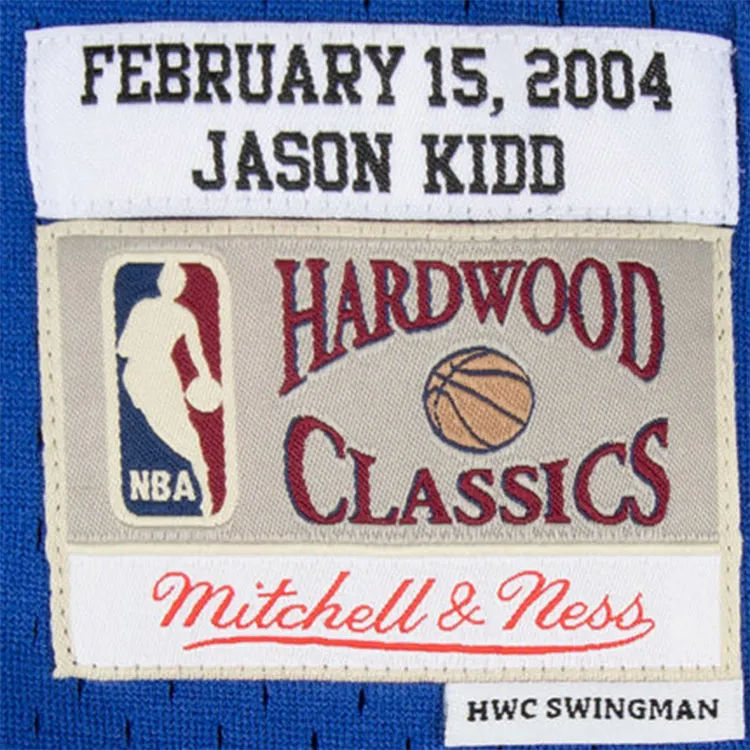 FEBRUARY 15, 2004
JASON KIDD
HARDWOOD
CLASSICS
NBA
Mitchell & Ness
HWC SWINGMAN